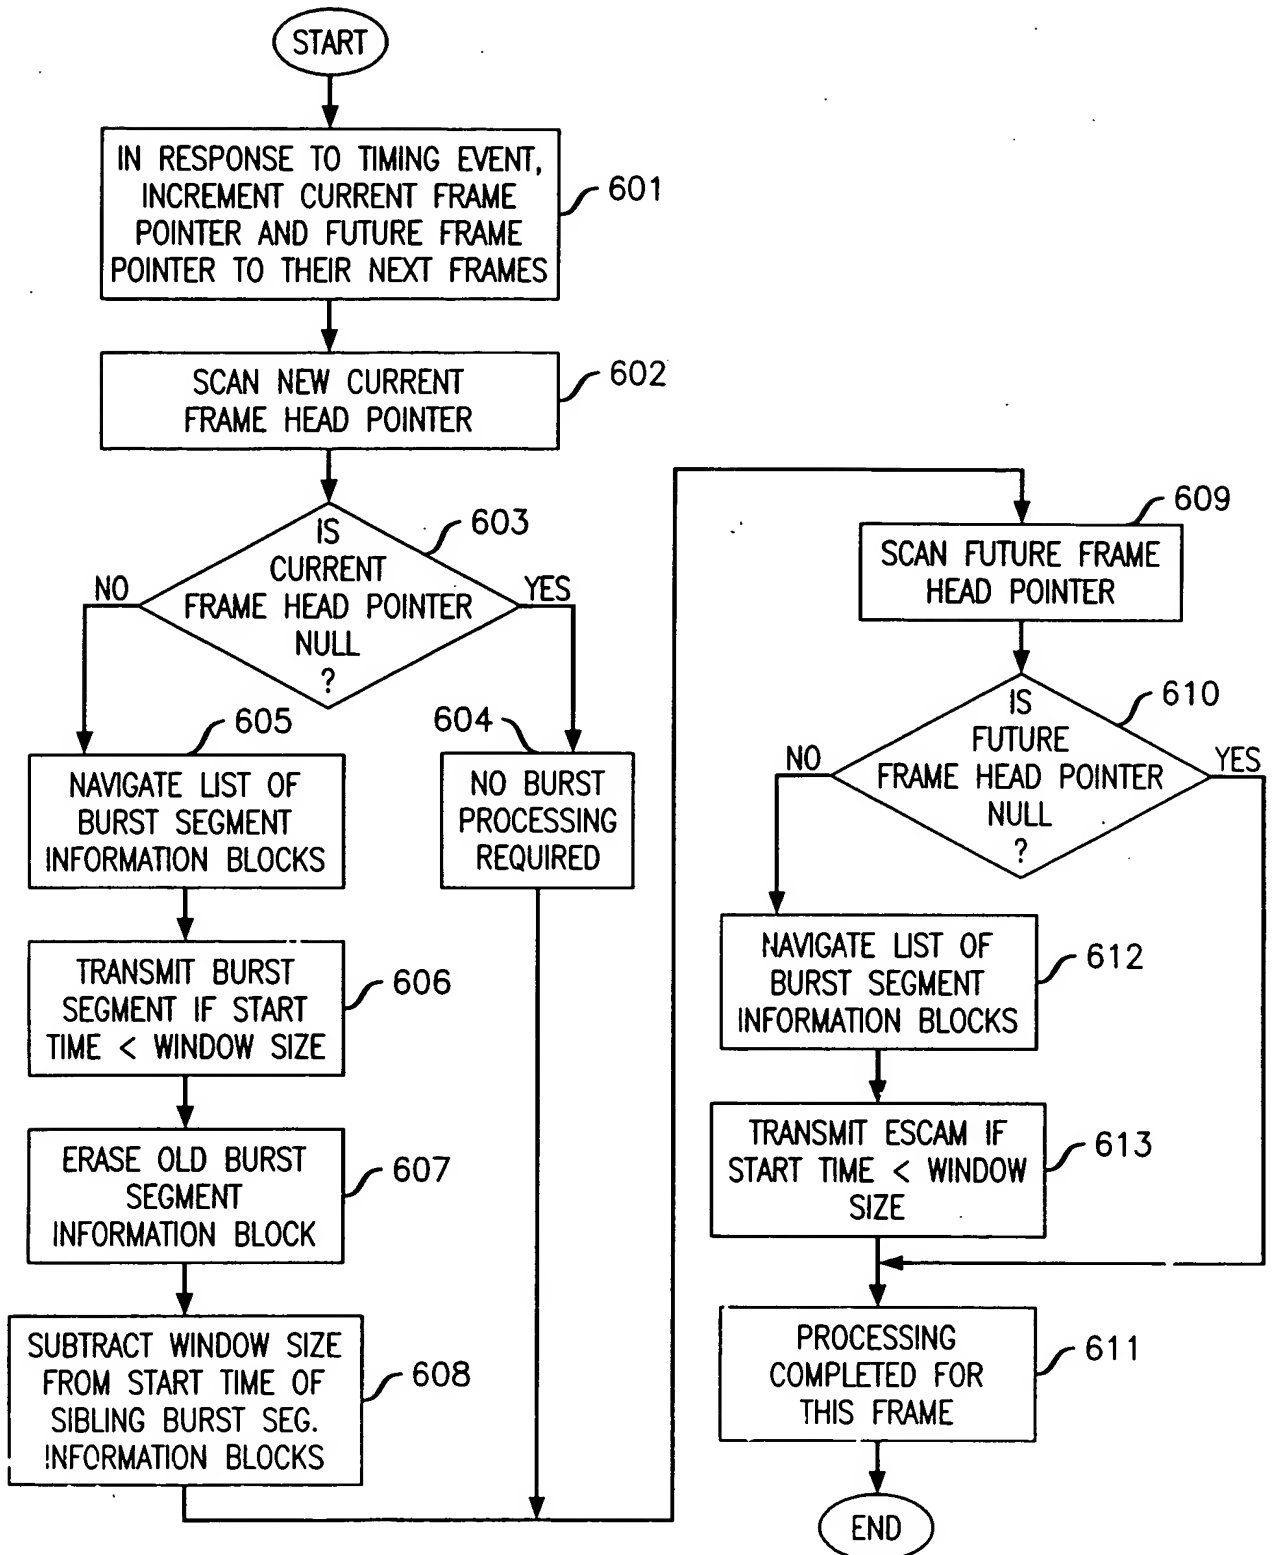 START
IN RESPONSE TO TIMING EVENT,
INCREMENT CURRENT FRAME
POINTER AND FUTURE FRAME
POINTER TO THEIR NEXT FRAMES
601
SCAN NEW CURRENT
FRAME HEAD POINTER
602
IS
CURRENT
FRAME HEAD POINTER
NULL
?
603
NO
YES
605
NAVIGATE LIST OF
BURST SEGMENT
INFORMATION BLOCKS
604
NO BURST
PROCESSING
REQUIRED
TRANSMIT BURST
SEGMENT IF START
TIME < WINDOW SIZE
606
ERASE OLD BURST
SEGMENT
INFORMATION BLOCK
607
SUBTRACT WINDOW SIZE
FROM START TIME OF
SIBLING BURST SEG.
INFORMATION BLOCKS
608
609
SCAN FUTURE FRAME
HEAD POINTER
IS
FUTURE
FRAME HEAD POINTER
NULL
?
610
NO
YES
NAVIGATE LIST OF
BURST SEGMENT
INFORMATION BLOCKS
612
TRANSMIT ESCAM IF
START TIME < WINDOW
SIZE
613
PROCESSING
COMPLETED FOR
THIS FRAME
611
END